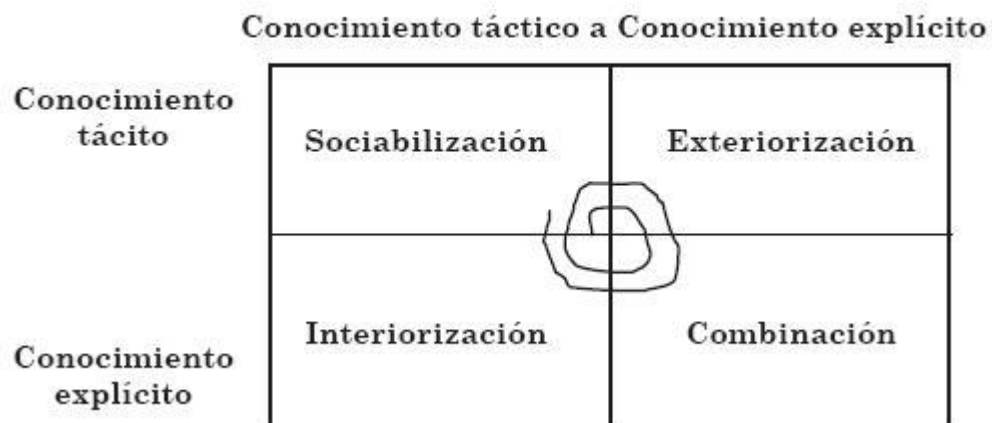 Conocimiento táctico a Conocimiento explícito
Conocimiento
tácito
Sociabilización
Exteriorización
Interiorización
Combinación
Conocimiento
explícito